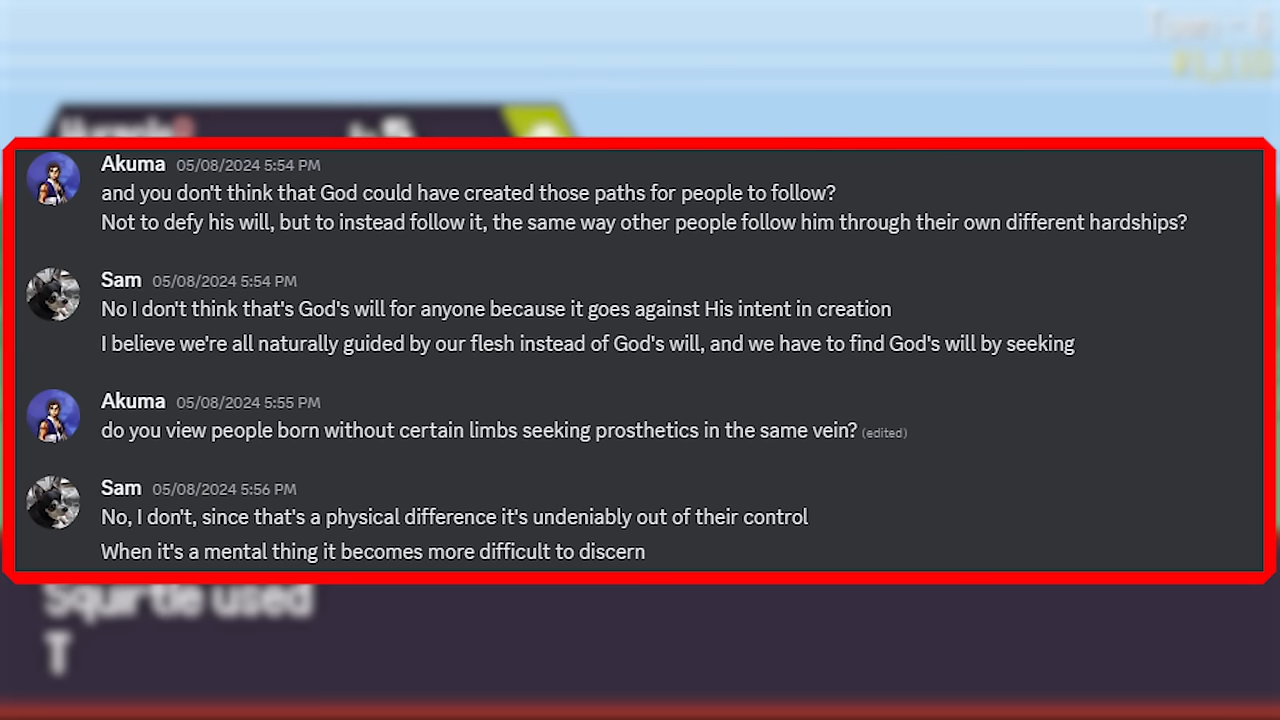 Akuma 05/08/2024 5:54 PM
and you don't think that God could have created those paths for people to follow?
Not to defy his will, but to instead follow it, the same way other people follow him through their own different hardships?
Sam 05/08/2024 5:54 PM
No I don't think that's God's will for anyone because it goes against His intent in creation
I believe we're all naturally guided by our flesh instead of God's will, and we have to find God's will by seeking
Akuma 05/08/2024 5:55 PM
do you view people born without certain limbs seeking prosthetics in the same vein? (edited)
Sam 05/08/2024 5:56 PM
No, I don't, since that's a physical difference it's undeniably out of their control
When it's a mental thing it becomes more difficult to discern
Squirtle used
T